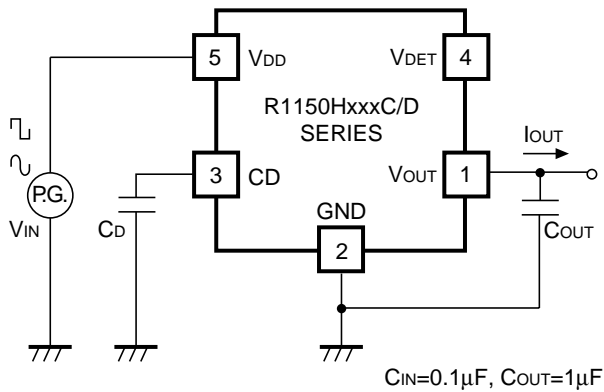 5 VDD
VDET 4
R1150HxxxC/D
SERIES
IOUT
3 CD
VOUT 1
P.G.
VIN
CD
GND
2
COUT
CIN=0.1µF, COUT=1µF